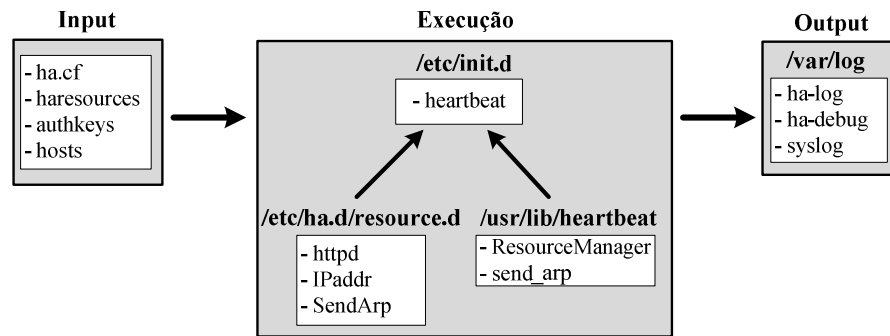 Input
- ha.cf
- haresources
- authkeys
- hosts
Execução
/etc/init.d
- heartbeat
/etc/ha.d/resource.d
- httpd
- IPaddr
- SendArp
/usr/lib/heartbeat
- ResourceManager
- send_arp
Output
/var/log
- ha-log
- ha-debug
- syslog